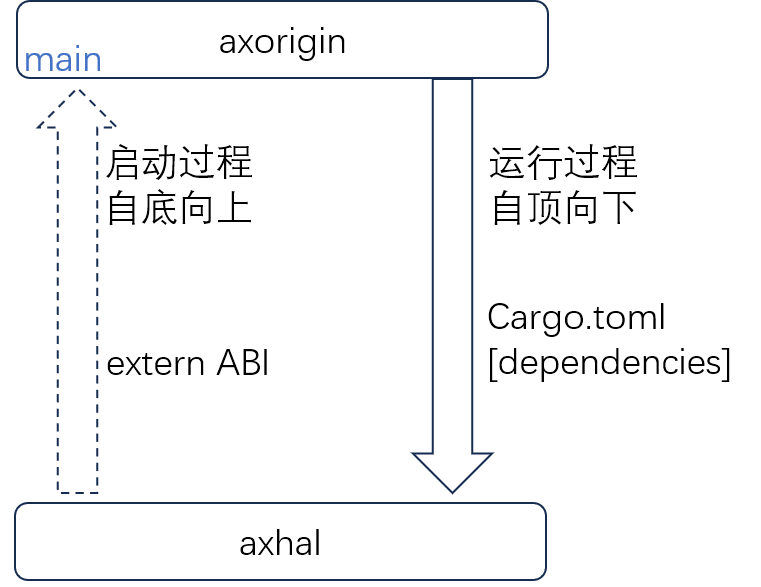 axorigin
main
启动过程
自底向上
运行过程
自顶向下
Cargo.toml
[dependencies]
extern ABI
axhal